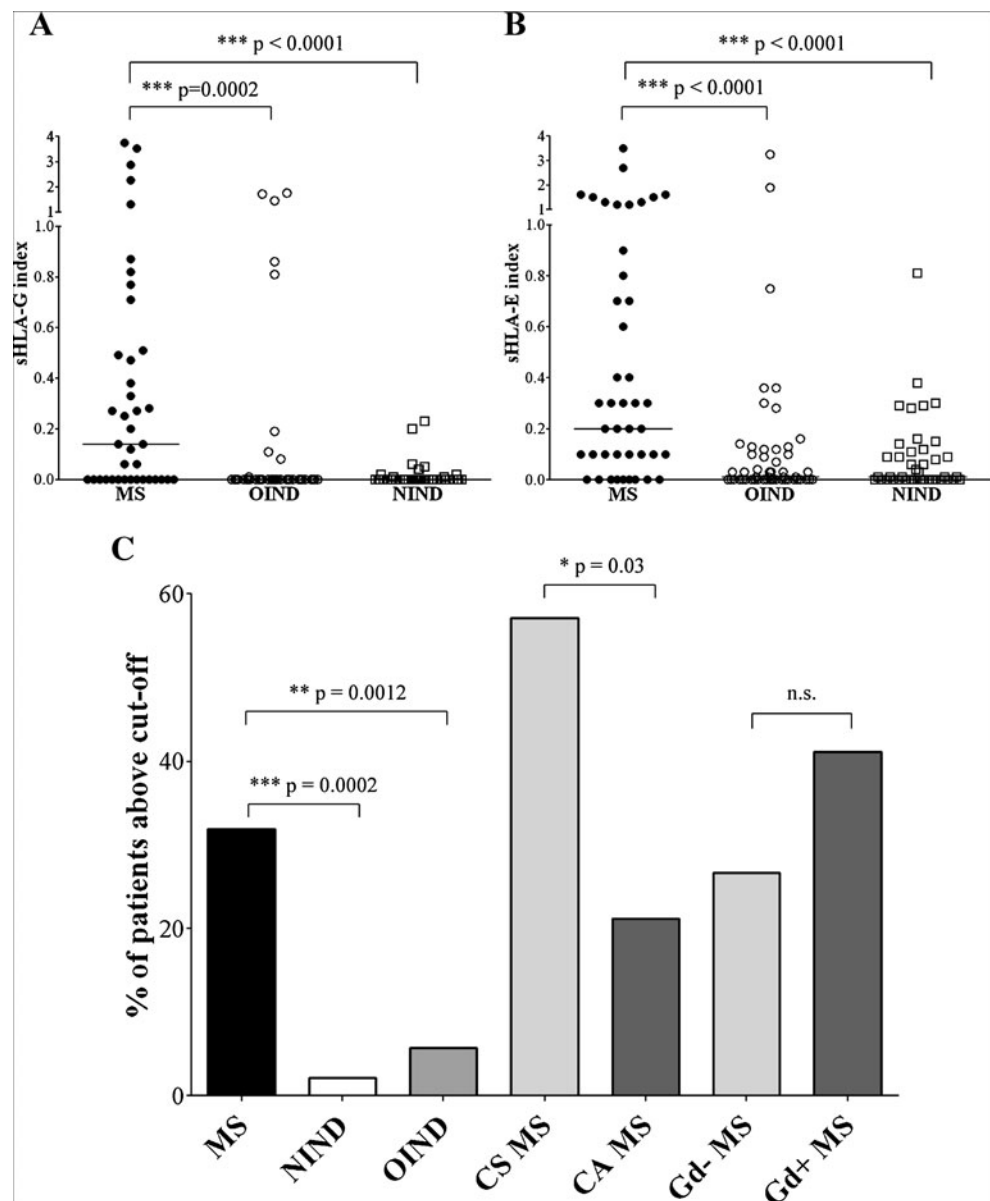 A
*** p < 0.0001
*** p=0.0002
sHLA-G index
4
3
2
1
1.0
0.8
0.6
0.4
0.2
0.0
MS OIND NIND
B
*** p < 0.0001
*** p < 0.0001
sHLA-E index
4
3
2
1
1.0
0.8
0.6
0.4
0.2
0.0
MS OIND NIND
C
% of patients above cut-off
60
40
20
0
* p = 0.03
** p = 0.0012
n.s.
*** p = 0.0002
MS
NIND
OIND
CS MS
CA MS
Gd- MS
Gd+ MS